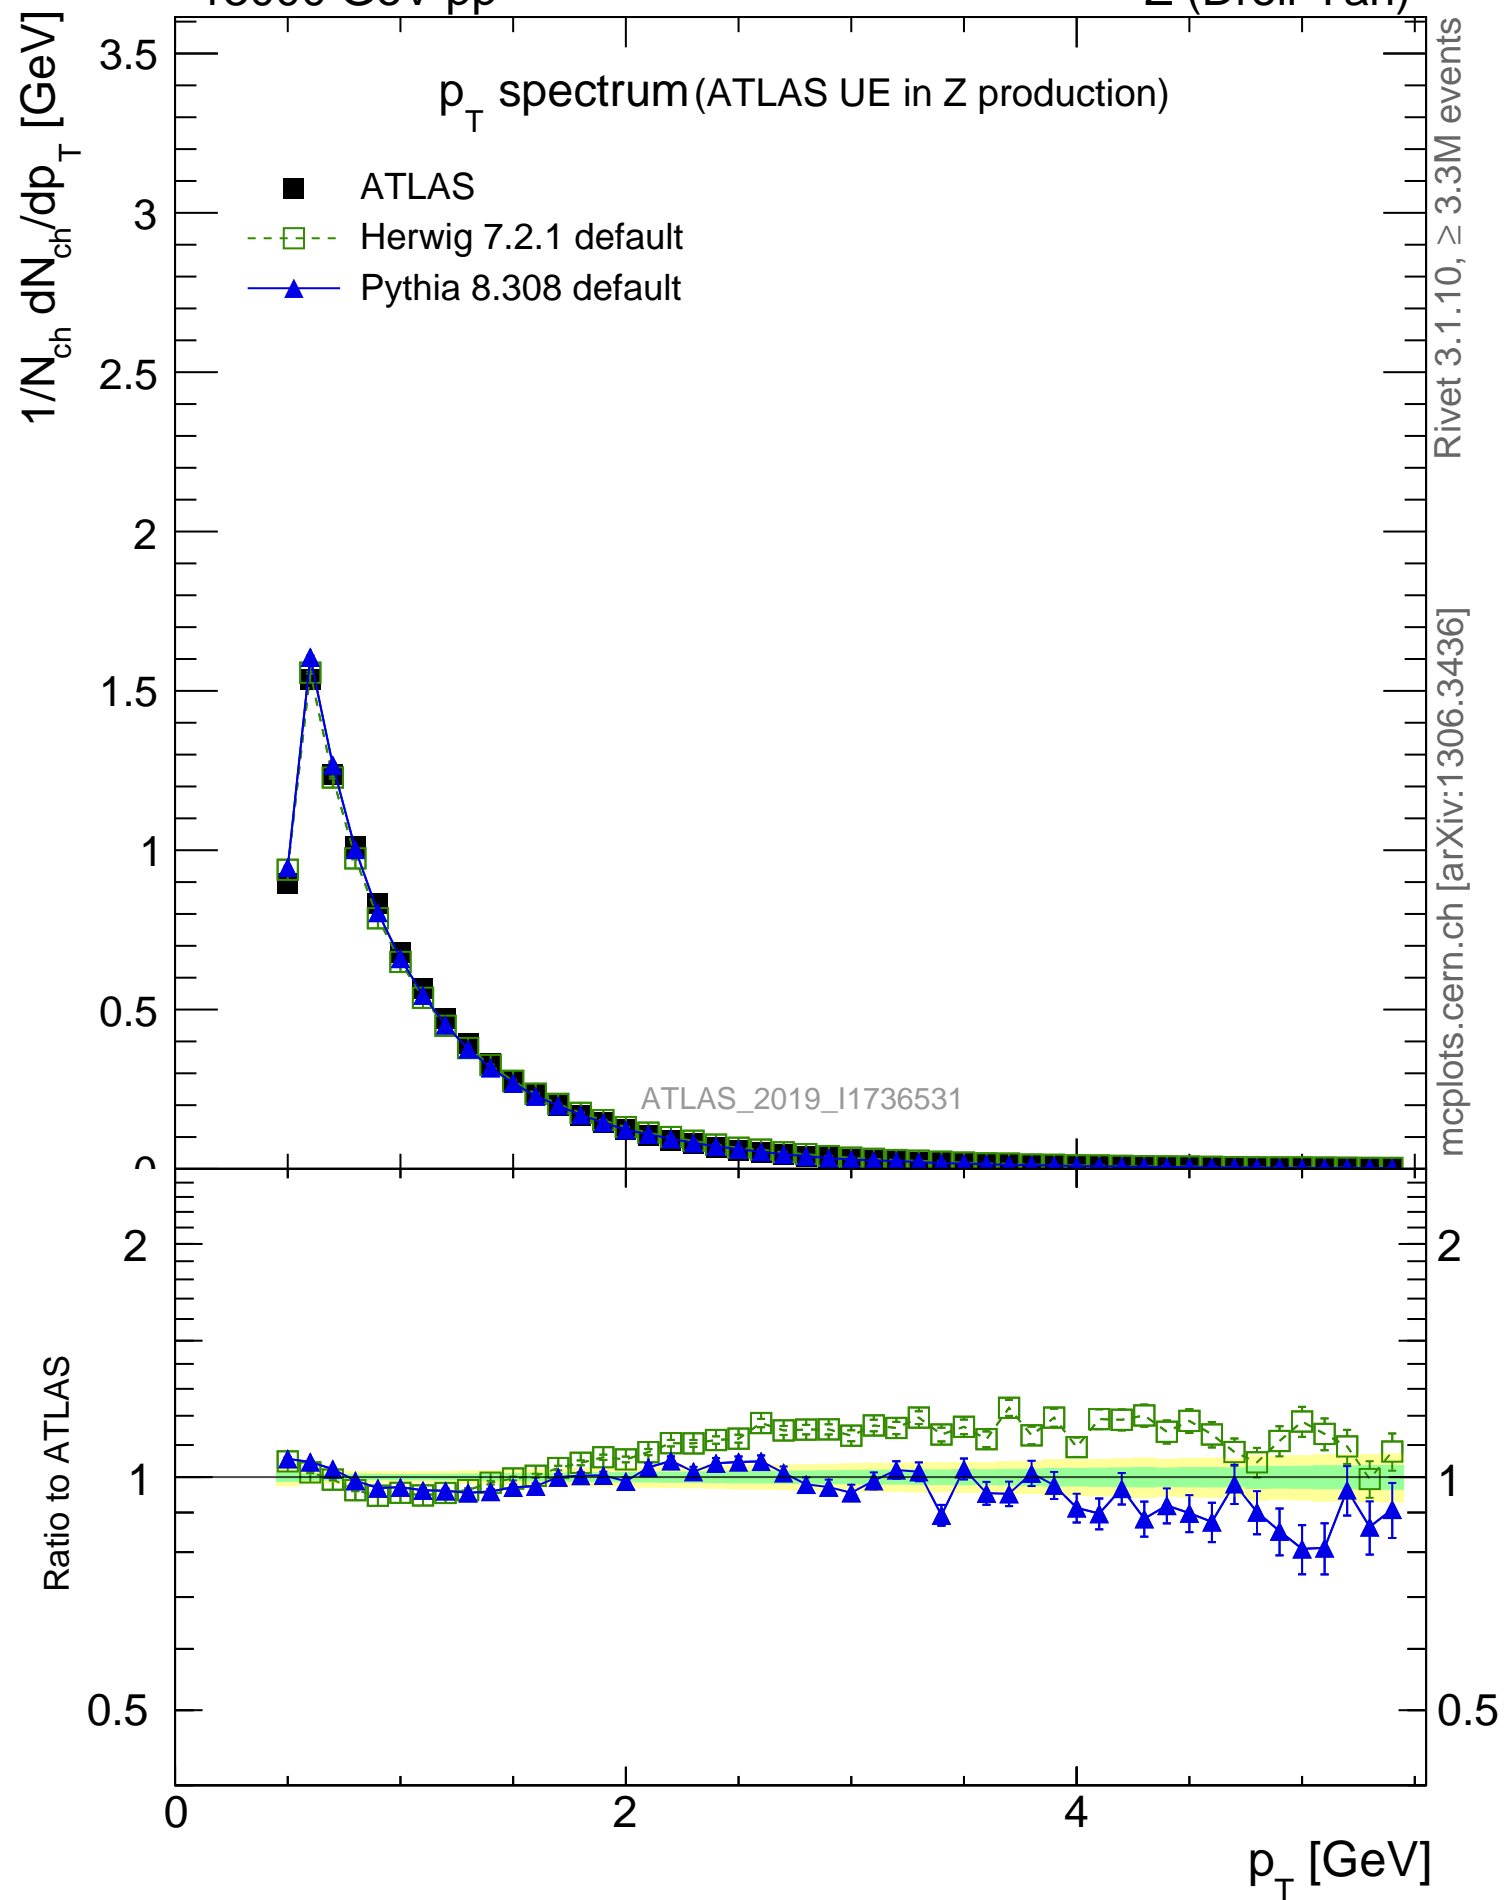 p_T spectrum (ATLAS UE in Z production)
ATLAS
Herwig 7.2.1 default
Pythia 8.308 default
1/N_ch dN_ch/dp_T [GeV]
3.5
3
2.5
2
1.5
1
0.5
0
ATLAS_2019_I1736531
Rivet 3.1.10, ≥ 3.3M events
mcplots.cern.ch [arXiv:1306.3436]
Ratio to ATLAS
2
1
0.5
2
1
0.5
0
2
4
p_T [GeV]